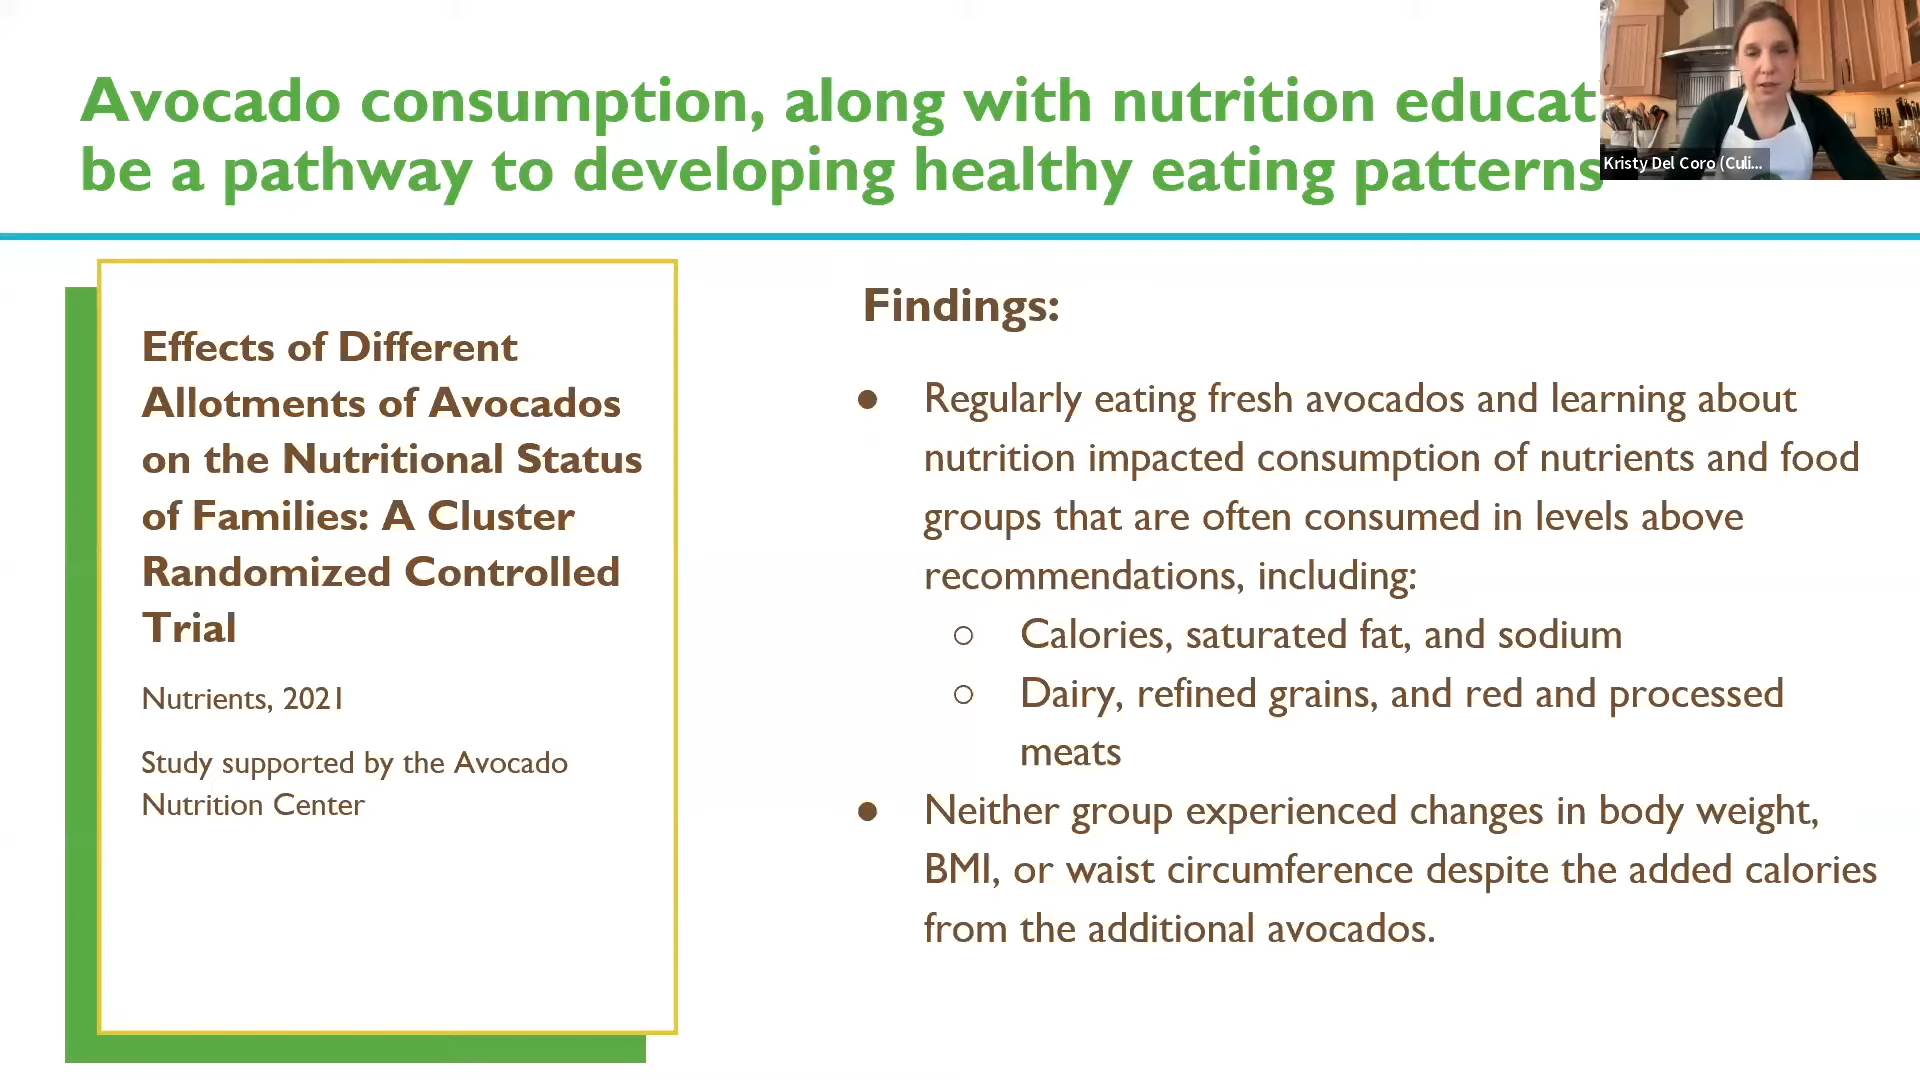 Avocado consumption, along with nutrition educat
be a pathway to developing healthy eating patterns
Kristy Del Coro (Culi...
Effects of Different
Allotments of Avocados
on the Nutritional Status
of Families: A Cluster
Randomized Controlled
Trial
Nutrients, 2021
Study supported by the Avocado
Nutrition Center
Findings:
● Regularly eating fresh avocados and learning about
nutrition impacted consumption of nutrients and food
groups that are often consumed in levels above
recommendations, including:
○ Calories, saturated fat, and sodium
○ Dairy, refined grains, and red and processed
meats
● Neither group experienced changes in body weight,
BMI, or waist circumference despite the added calories
from the additional avocados.